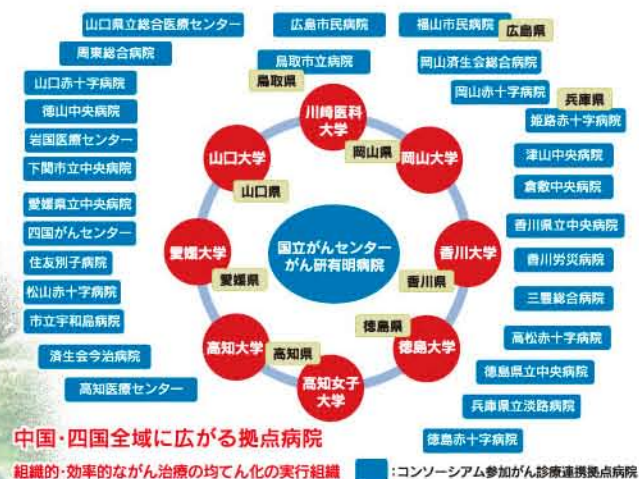 山口県立総合医療センター
広島市民病院
福山市民病院
広島県
周東総合病院
鳥取市立病院
岡山済生会総合病院
鳥取県
山口赤十字病院
岡山赤十字病院
兵庫県
徳山中央病院
川崎医科
大学
姫路赤十字病院
岩国医療センター
山口大学
岡山県
岡山大学
津山中央病院
下関市立中央病院
山口県
倉敷中央病院
愛媛県立中央病院
香川県立中央病院
四国がんセンター
愛媛大学
国立がんセンター
がん研有明病院
香川大学
香川労災病院
住友別子病院
愛媛県
香川県
松山赤十字病院
三豊総合病院
市立宇和島病院
徳島県
高松赤十字病院
済生会今治病院
高知大学
高知県
徳島大学
徳島県立中央病院
高知医療センター
高知女子
大学
兵庫県立淡路病院
中国・四国全域に広がる拠点病院
徳島赤十字病院
組織的・効率的ながん治療の均てん化の実行組織
:コンソーシアム参加がん診療連携拠点病院